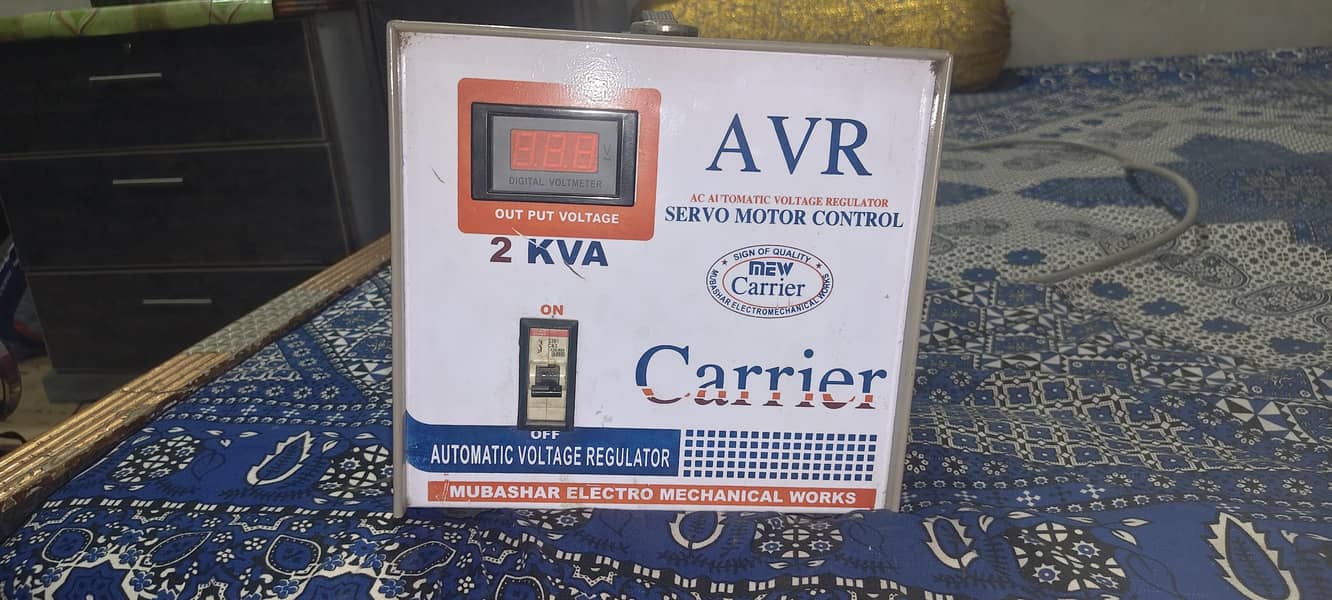 V
DIGITAL VOLTMETER
OUT PUT VOLTAGE
2 KVA
AVR
AC AUTOMATIC VOLTAGE REGULATOR
SERVO MOTOR CONTROL
SIGN OF QUALITY
MEW
Carrier
MUBASHAR ELECTROMECHANICAL WORKS
ON
Carrier
OFF
AUTOMATIC VOLTAGE REGULATOR
MUBASHAR ELECTRO MECHANICAL WORKS